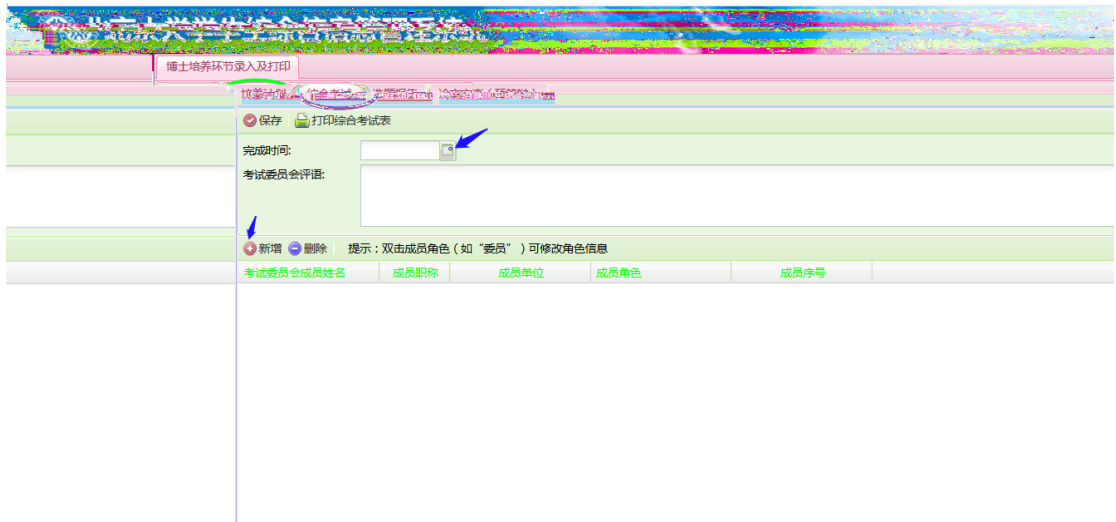 博士培养环节录入及打印
保存 打印综合考试表
完成时间:
考试委员会评语:
新增 删除 提示：双击成员角色（如“委员”）可修改角色信息
考试委员会成员姓名 成员职称 成员单位 成员角色 成员序号